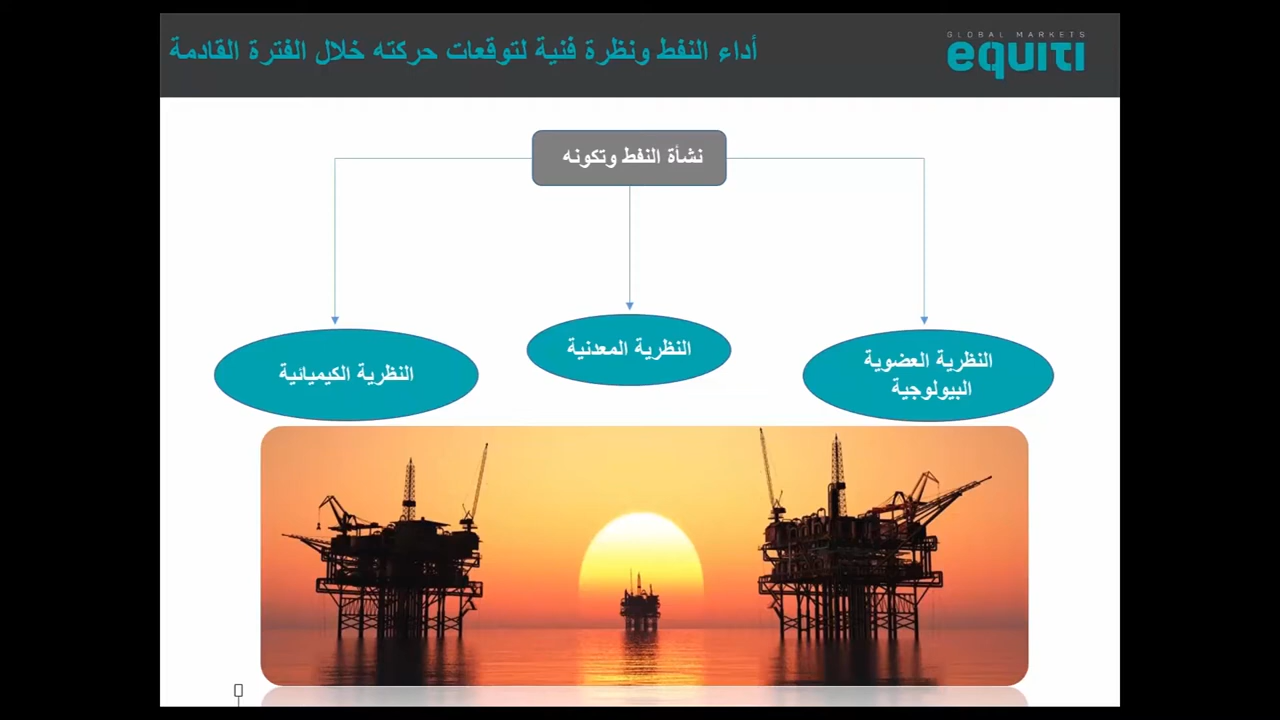 أداء النفط ونظرة فنية لتوقعات حركته خلال الفترة القادمة
GLOBAL MARKETS
equiti
نشأة النفط وتكونه
النظرية العضوية
البيولوجية
النظرية المعدنية
النظرية الكيميائية